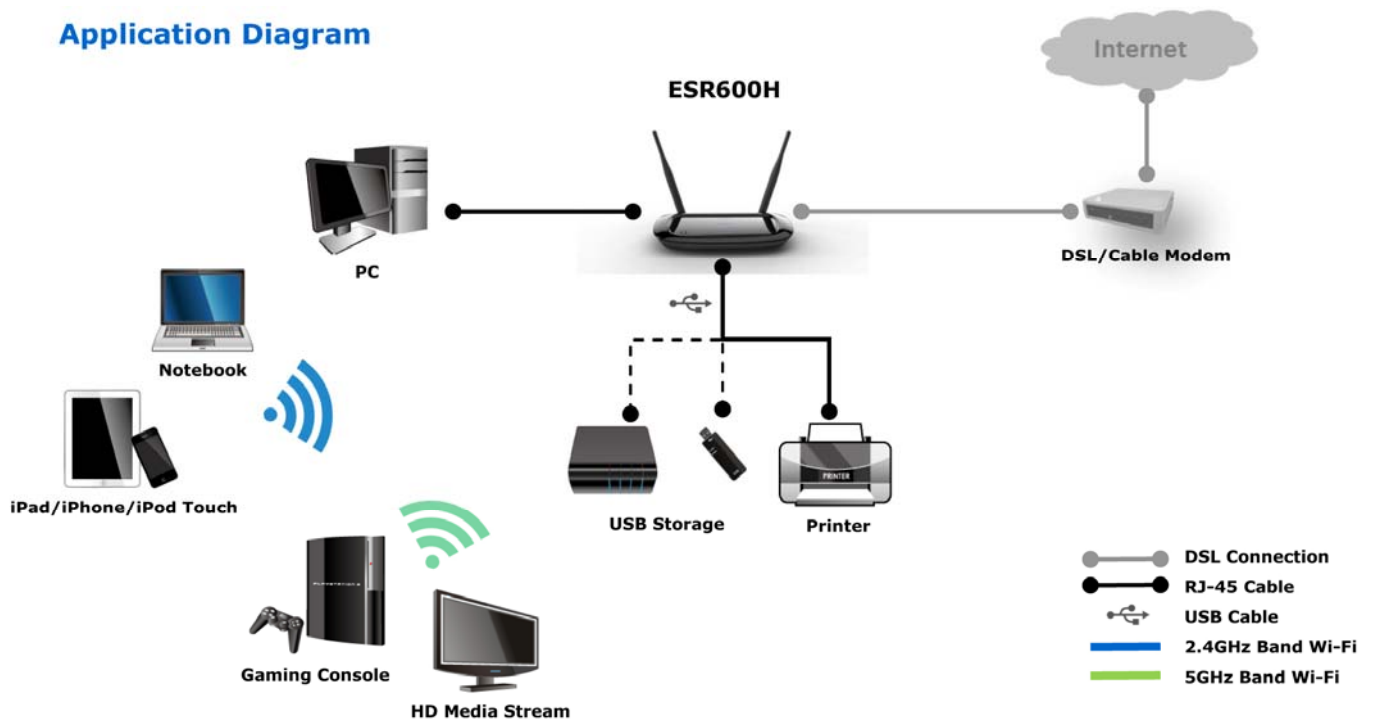 Application Diagram
Internet
ESR600H
DSL/Cable Modem
PC
Notebook
iPad/iPhone/iPod Touch
USB Storage
PRINTER
Printer
PLAYSTATION 3
Gaming Console
HD Media Stream
DSL Connection
RJ-45 Cable
USB Cable
2.4GHz Band Wi-Fi
5GHz Band Wi-Fi